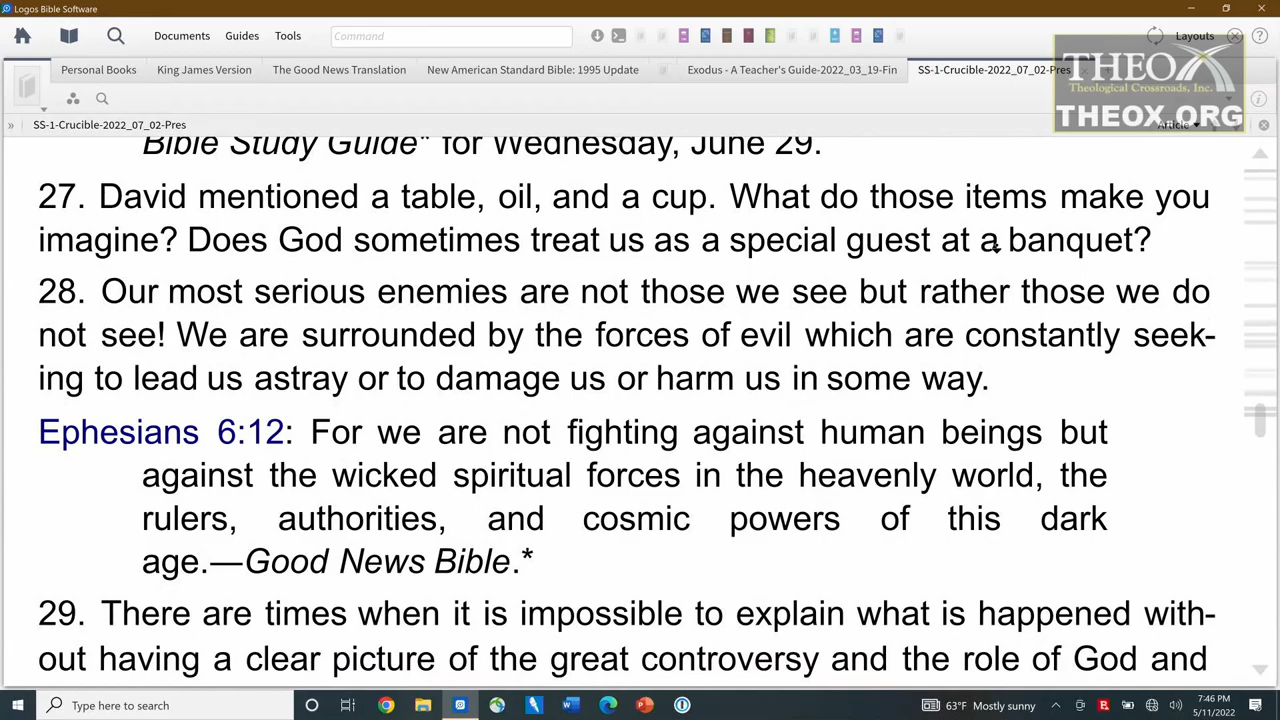 Logos Bible Software
Documents Guides Tools Command Layouts
THEOX
Theological Crossroads, Inc.
THEOX.ORG
Personal Books King James Version The Good News Bible New American Standard Bible: 1995 Update Exodus - A Teacher's Guide-2022_03_19-Fin SS-1-Crucible-2022_07_02-Pres
SS-1-Crucible-2022_07_02-Pres Article
Bible Study Guide* for Wednesday, June 29.
27. David mentioned a table, oil, and a cup. What do those items make you
imagine? Does God sometimes treat us as a special guest at a banquet?
28. Our most serious enemies are not those we see but rather those we do
not see! We are surrounded by the forces of evil which are constantly seek-
ing to lead us astray or to damage us or harm us in some way.
Ephesians 6:12: For we are not fighting against human beings but
against the wicked spiritual forces in the heavenly world, the
rulers, authorities, and cosmic powers of this dark
age.—Good News Bible.*
29. There are times when it is impossible to explain what is happened with-
out having a clear picture of the great controversy and the role of God and
Type here to search
63°F Mostly sunny
7:46 PM
5/11/2022